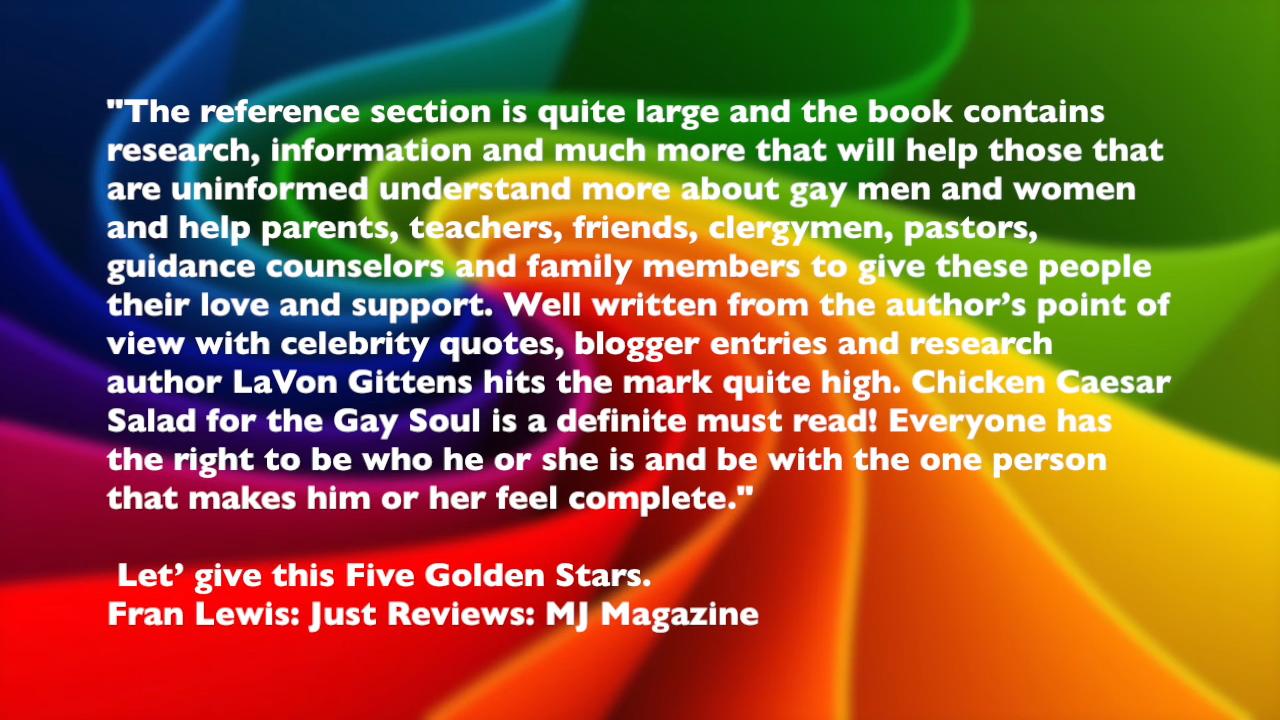 "The reference section is quite large and the book contains
research, information and much more that will help those that
are uninformed understand more about gay men and women
and help parents, teachers, friends, clergymen, pastors,
guidance counselors and family members to give these people
their love and support. Well written from the author’s point of
view with celebrity quotes, blogger entries and research
author LaVon Gittens hits the mark quite high. Chicken Caesar
Salad for the Gay Soul is a definite must read! Everyone has
the right to be who he or she is and be with the one person
that makes him or her feel complete."
Let’ give this Five Golden Stars.
Fran Lewis: Just Reviews: MJ Magazine